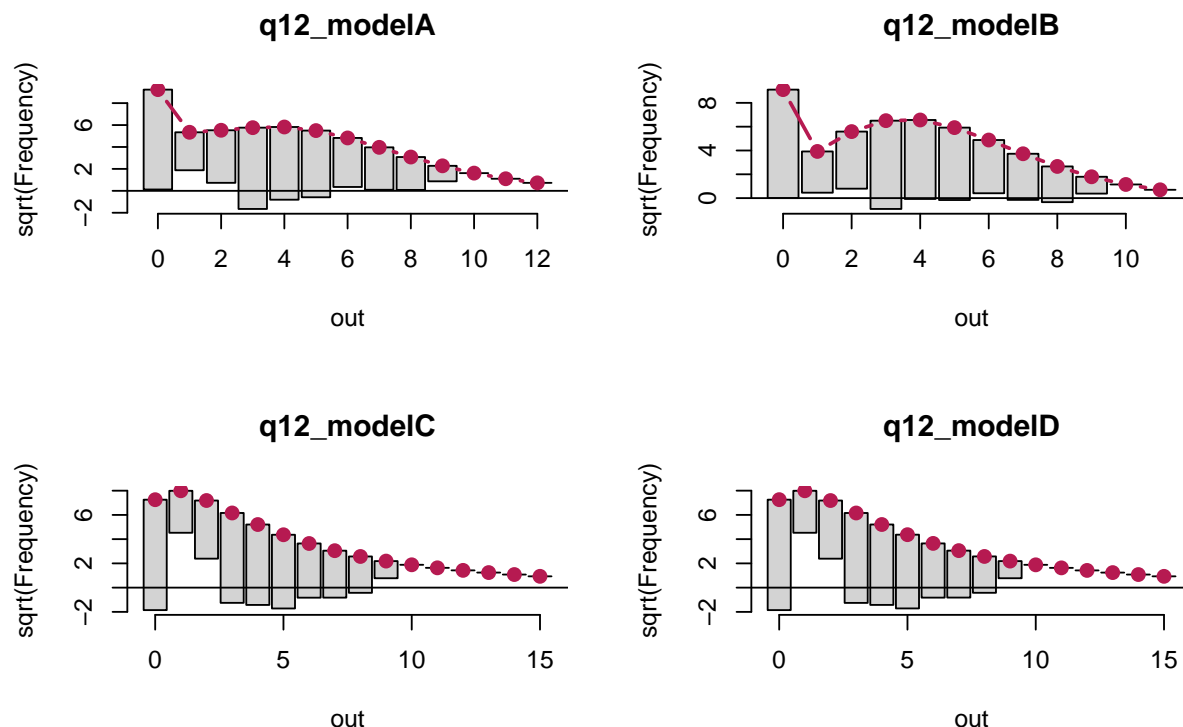 q12_modelA
sqrt(Frequency)
−2 2 6
0 2 4 6 8 10 12
out
q12_modelB
sqrt(Frequency)
0 4 8
0 2 4 6 8 10
out
q12_modelC
sqrt(Frequency)
−2 2 6
0 5 10 15
out
q12_modelD
sqrt(Frequency)
−2 2 6
0 5 10 15
out